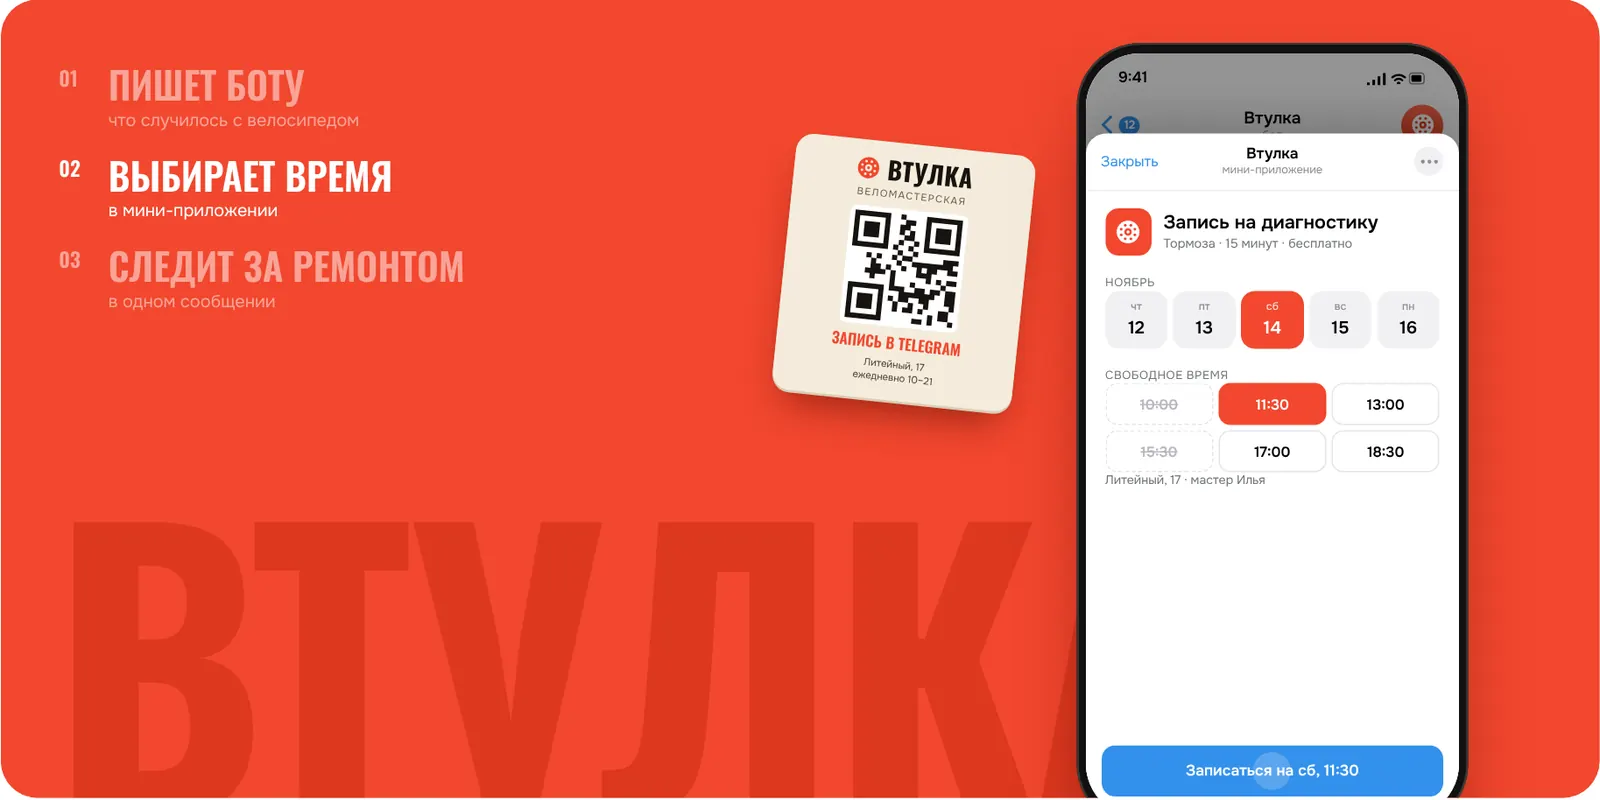 01 ПИШЕТ БОТУ
что случилось с велосипедом
02 ВЫБИРАЕТ ВРЕМЯ
в мини-приложении
03 СЛЕДИТ ЗА РЕМОНТОМ
в одном сообщении
ВТУЛКА
ВЕЛОМАСТЕРСКАЯ
ЗАПИСЬ В TELEGRAM
Литейный, 17
ежедневно 10–21
ВТУЛКА
9:41
12 Втулка
Закрыть Втулка
мини-приложение
Запись на диагностику
Тормоза · 15 минут · бесплатно
НОЯБРЬ
чт пт сб вс пн
12 13 14 15 16
СВОБОДНОЕ ВРЕМЯ
10:00 11:30 13:00
15:30 17:00 18:30
Литейный, 17 · мастер Илья
Записаться на сб, 11:30